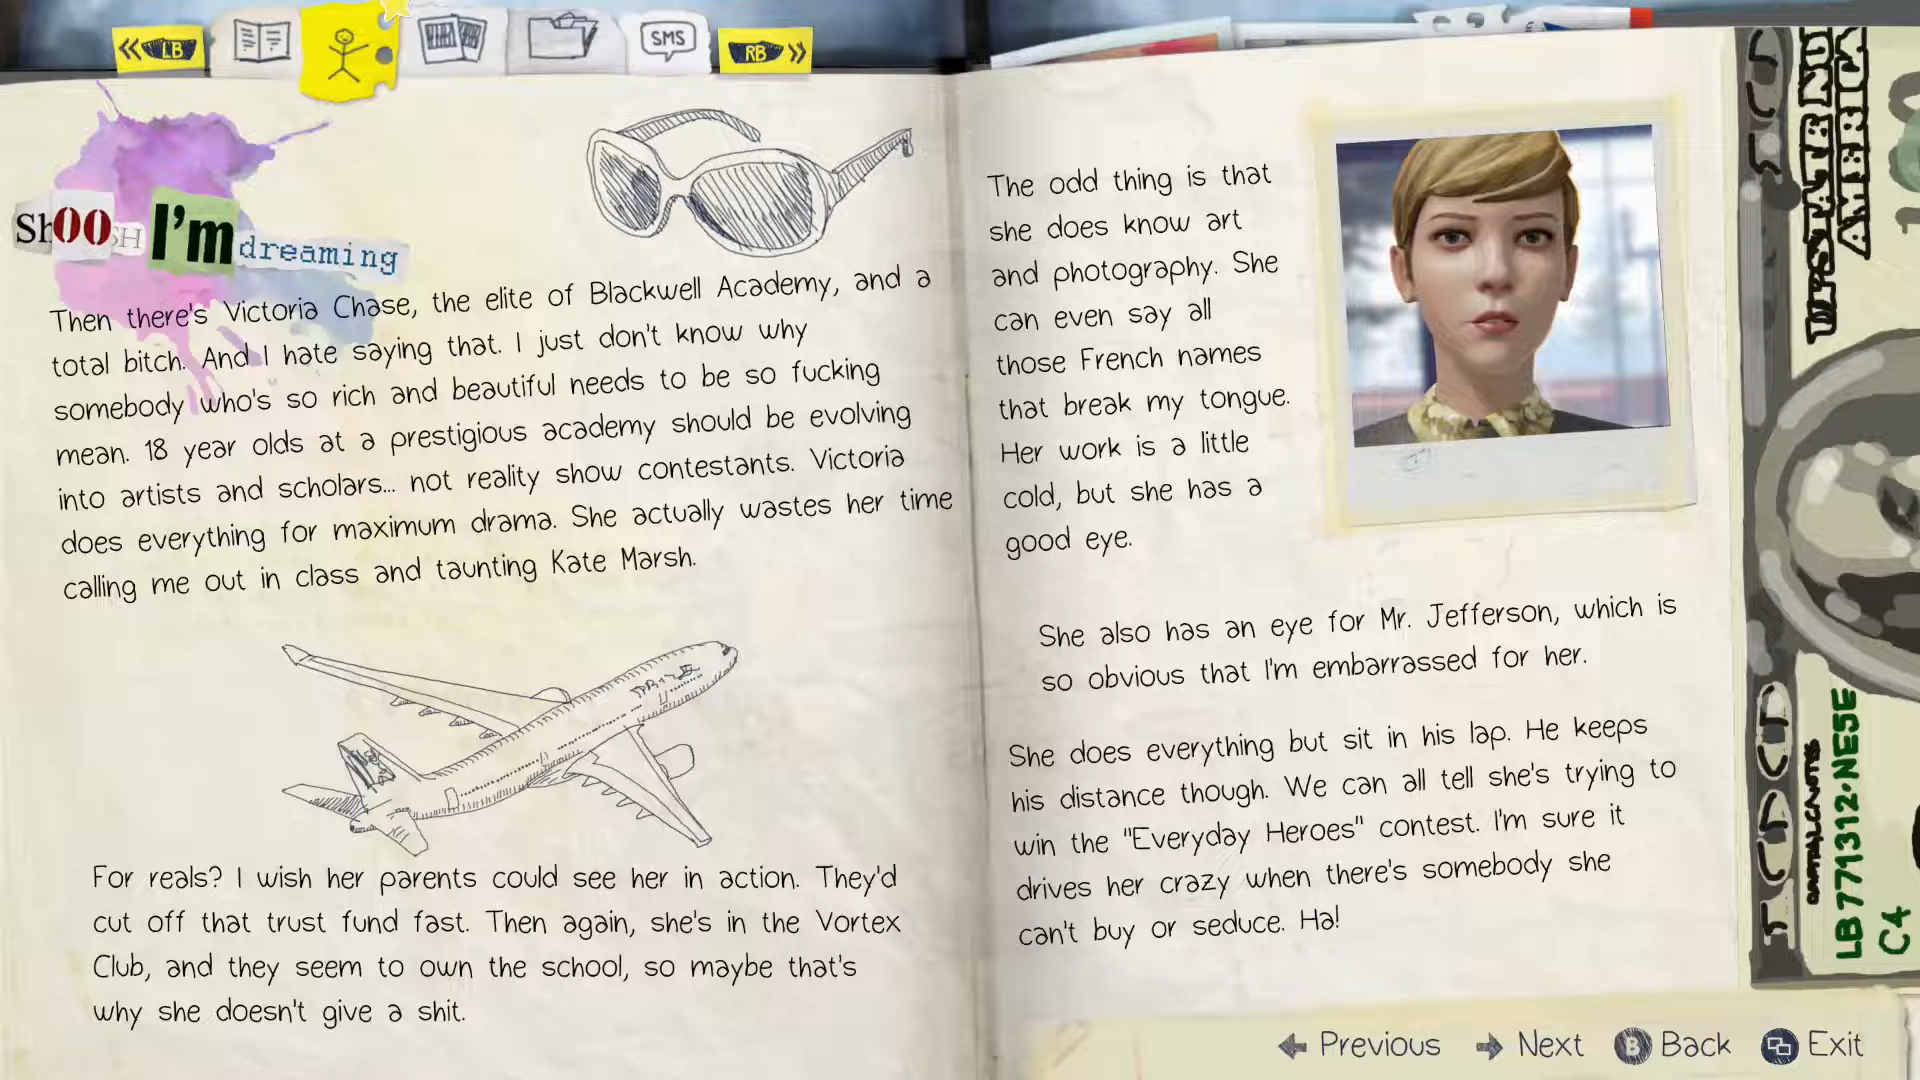 LB
SMS
RB
ShOOSH I'm dreaming
Then there's Victoria Chase, the elite of Blackwell Academy, and a
total bitch. And I hate saying that. I just don't know why
somebody who's so rich and beautiful needs to be so fucking
mean. 18 year olds at a prestigious academy should be evolving
into artists and scholars... not reality show contestants. Victoria
does everything for maximum drama. She actually wastes her time
calling me out in class and taunting Kate Marsh.
For reals? I wish her parents could see her in action. They'd
cut off that trust fund fast. Then again, she's in the Vortex
Club, and they seem to own the school, so maybe that's
why she doesn't give a shit.
The odd thing is that
she does know art
and photography. She
can even say all
those French names
that break my tongue.
Her work is a little
cold, but she has a
good eye.
She also has an eye for Mr. Jefferson, which is
so obvious that I'm embarrassed for her.
She does everything but sit in his lap. He keeps
his distance though. We can all tell she's trying to
win the "Everyday Heroes" contest. I'm sure it
drives her crazy when there's somebody she
can't buy or seduce. Ha!
AMERICA
LB771312·NE5E
C4
Previous
Next
B Back
Exit